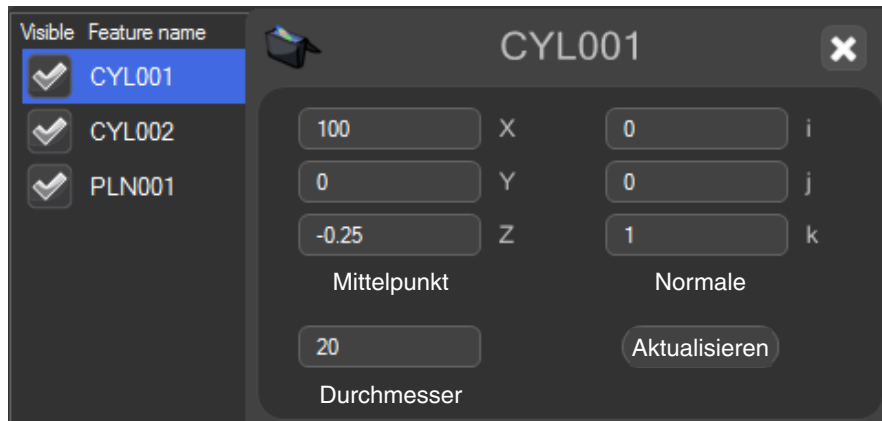 Visible Feature name
CYL001
CYL002
PLN001
CYL001
100 X 0 i
0 Y 0 j
-0.25 Z 1 k
Mittelpunkt Normale
20 Aktualisieren
Durchmesser